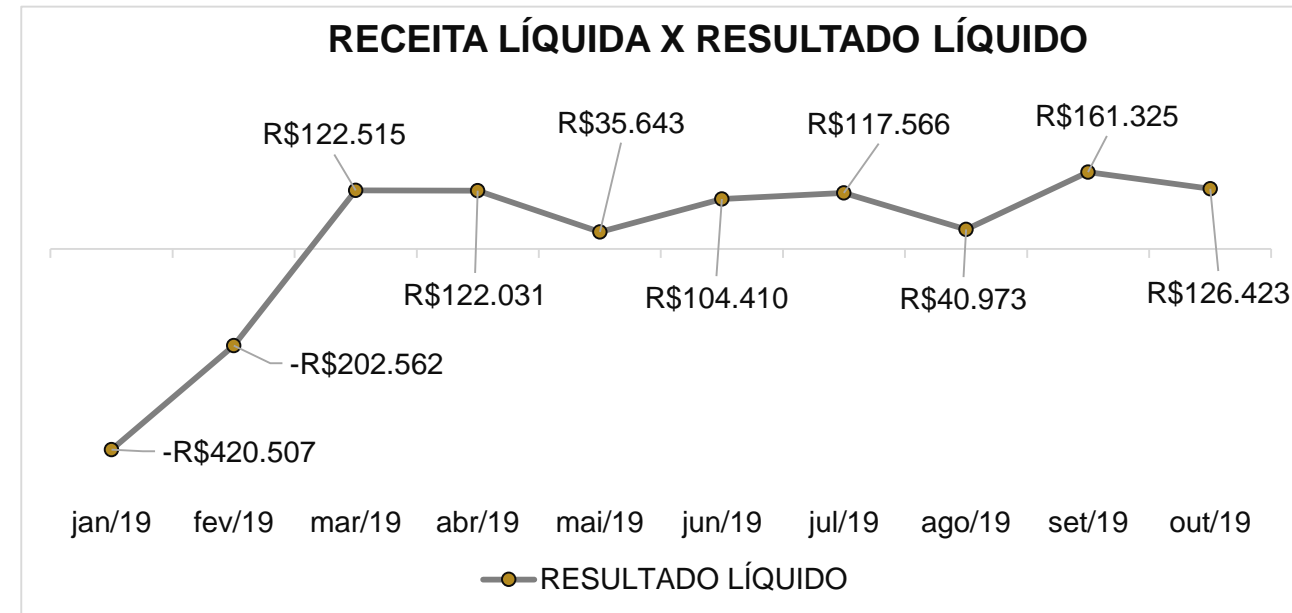 RECEITA LÍQUIDA X RESULTADO LÍQUIDO
R$122.515
R$35.643
R$117.566
R$161.325
R$122.031
R$104.410
R$40.973
R$126.423
-R$202.562
-R$420.507
jan/19 fev/19 mar/19 abr/19 mai/19 jun/19 jul/19 ago/19 set/19 out/19
RESULTADO LÍQUIDO